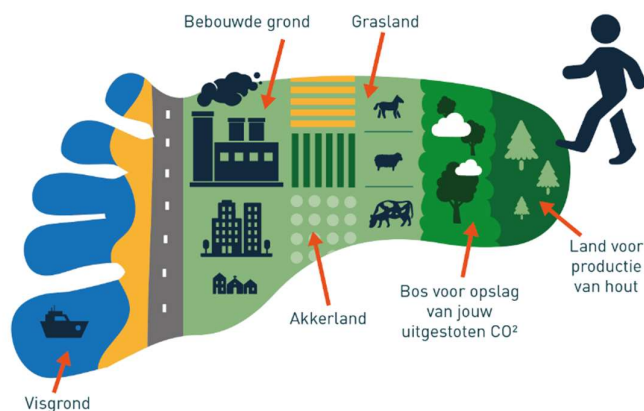 Bebouwde grond
Grasland
Akkerland
Bos voor opslag
van jouw
uitgestoten CO²
Land voor
productie
van hout
Visgrond